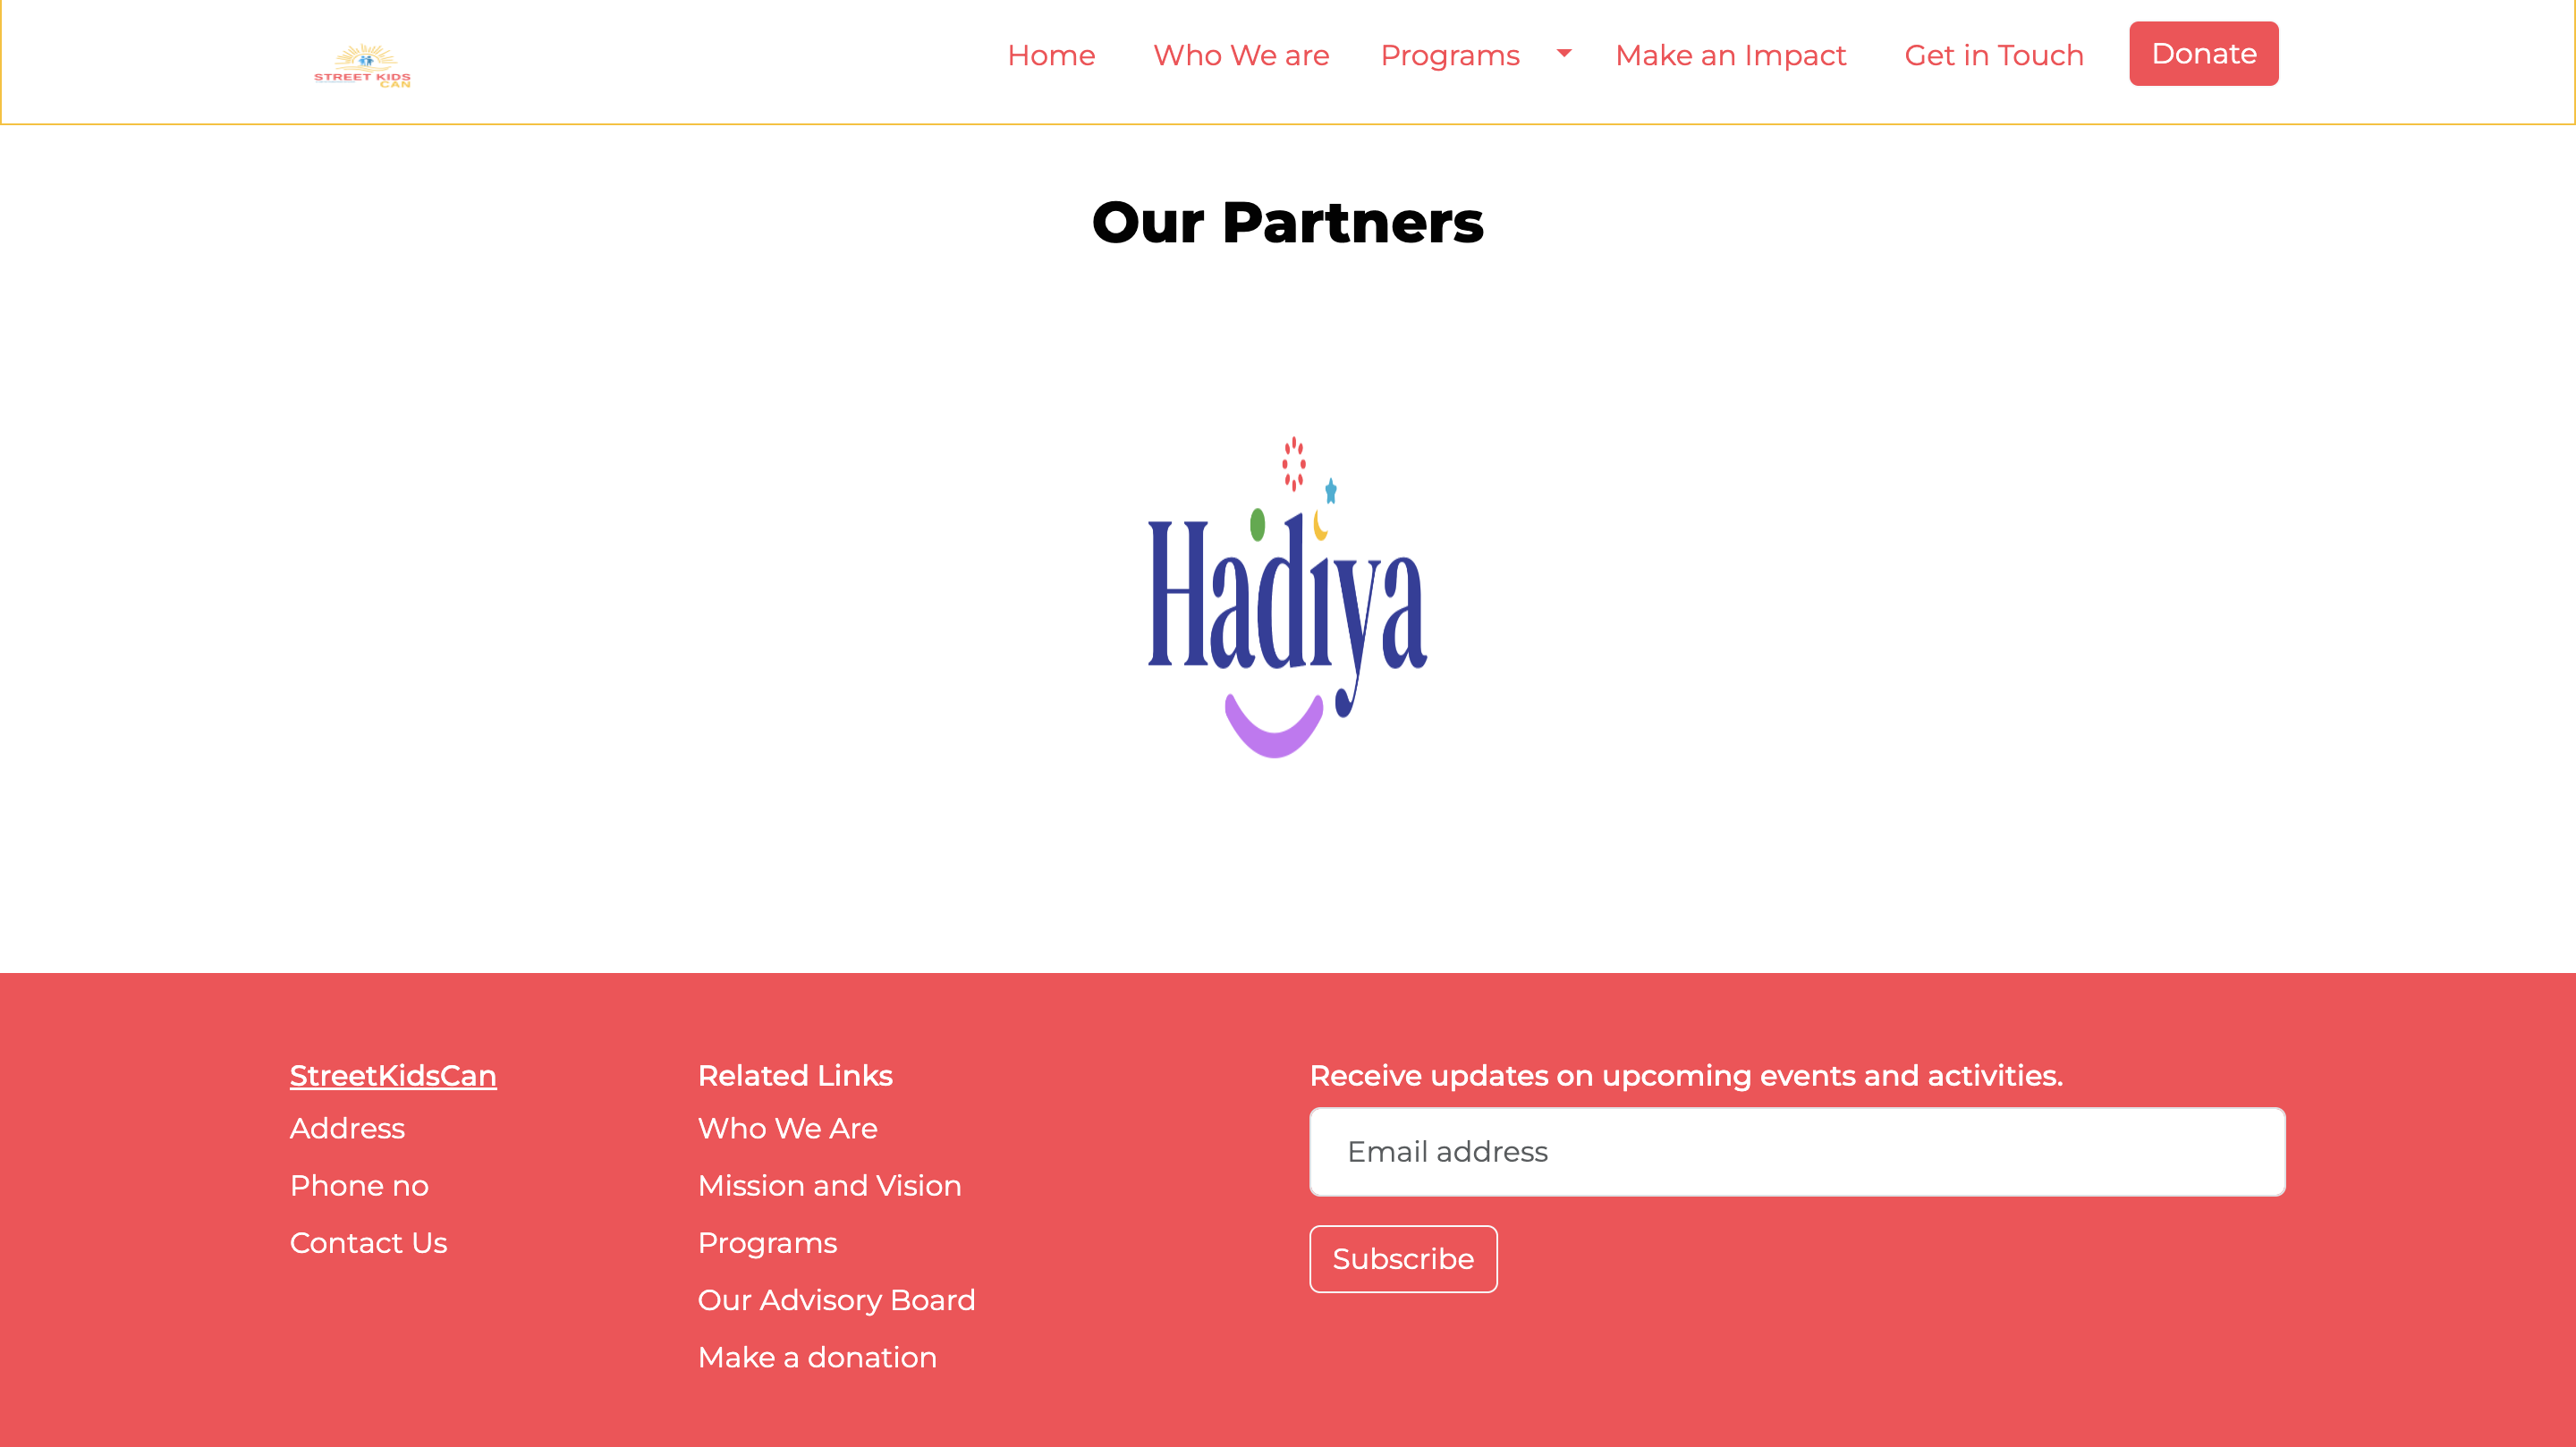 STREET KIDS
CAN
Home Who We are Programs Make an Impact Get in Touch Donate
Our Partners
Hadiya
StreetKidsCan
Address
Phone no
Contact Us
Related Links
Who We Are
Mission and Vision
Programs
Our Advisory Board
Make a donation
Receive updates on upcoming events and activities.
Email address
Subscribe